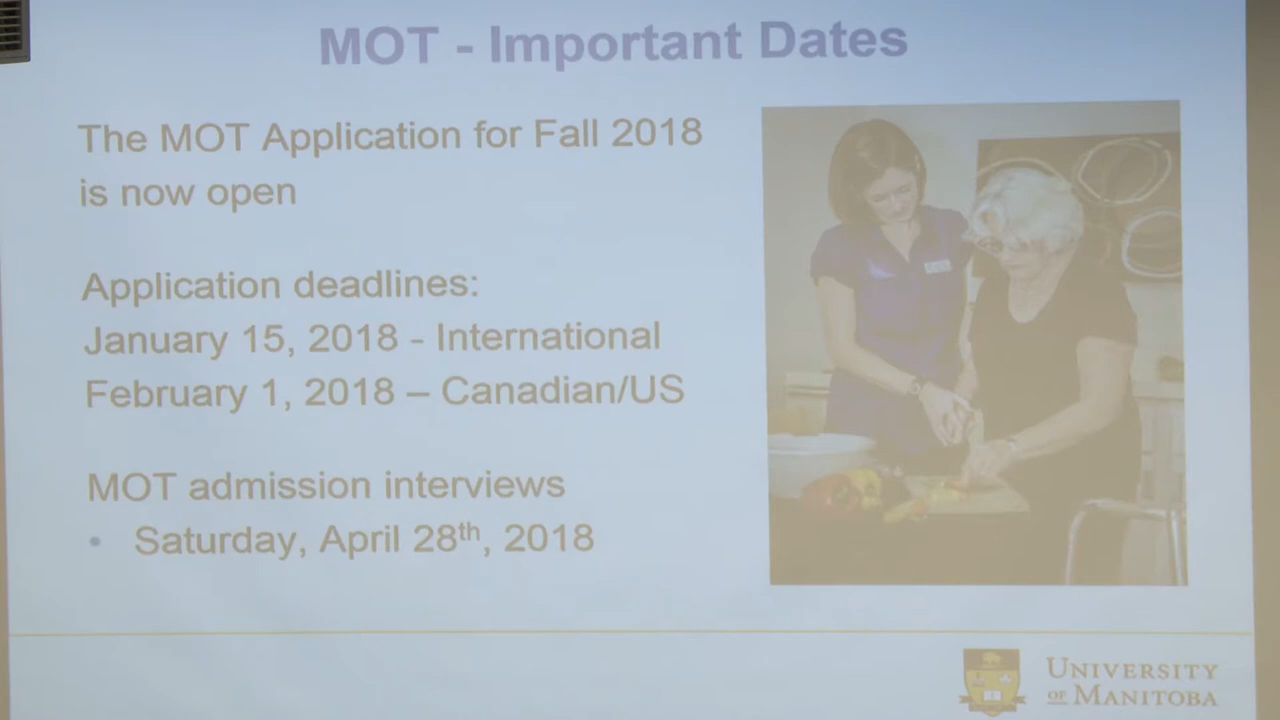 MOT - Important Dates
The MOT Application for Fall 2018
is now open
Application deadlines:
January 15, 2018 - International
February 1, 2018 – Canadian/US
MOT admission interviews
• Saturday, April 28th, 2018
UNIVERSITY
OF MANITOBA